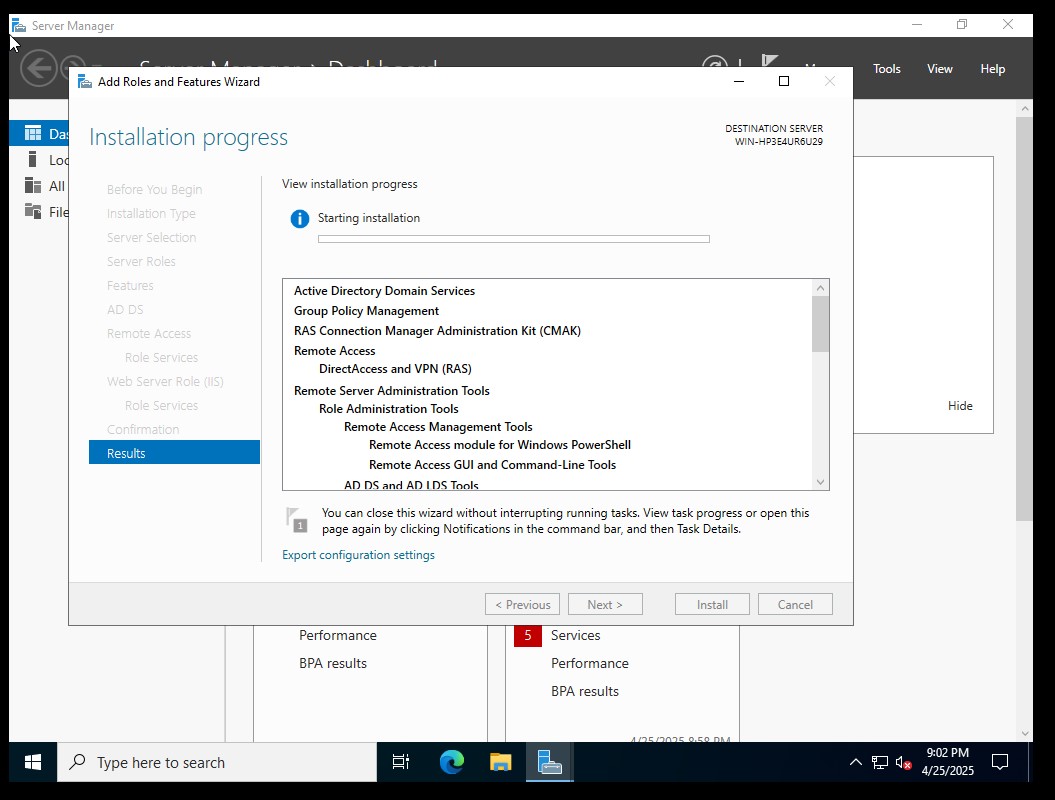 Server Manager
Tools
View
Help
Add Roles and Features Wizard
Installation progress
DESTINATION SERVER
WIN-HP3E4UR6U29
Before You Begin
Installation Type
Server Selection
Server Roles
Features
AD DS
Remote Access
Role Services
Web Server Role (IIS)
Role Services
Confirmation
Results
View installation progress
Starting installation
Active Directory Domain Services
Group Policy Management
RAS Connection Manager Administration Kit (CMAK)
Remote Access
DirectAccess and VPN (RAS)
Remote Server Administration Tools
Role Administration Tools
Remote Access Management Tools
Remote Access module for Windows PowerShell
Remote Access GUI and Command-Line Tools
AD DS and AD LDS Tools
1
You can close this wizard without interrupting running tasks. View task progress or open this
page again by clicking Notifications in the command bar, and then Task Details.
Export configuration settings
< Previous
Next >
Install
Cancel
All
Hide
Performance
BPA results
5 Services
Performance
BPA results
4/25/2025 8:58 PM
Type here to search
9:02 PM
4/25/2025